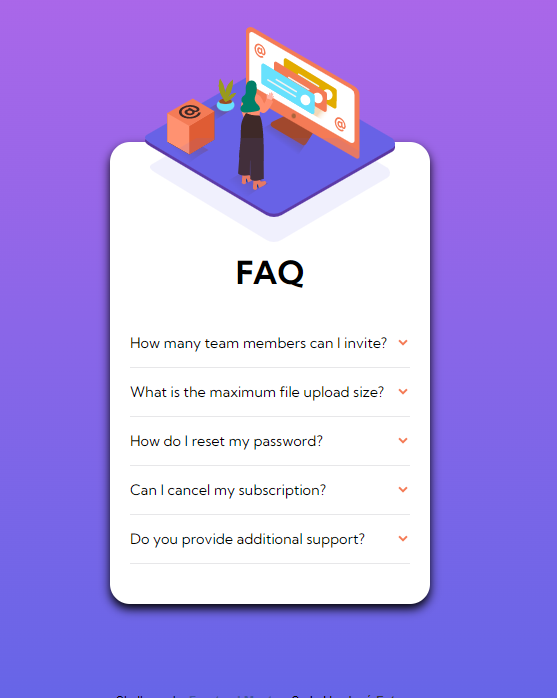 @
@
@
FAQ
How many team members can I invite?
What is the maximum file upload size?
How do I reset my password?
Can I cancel my subscription?
Do you provide additional support?